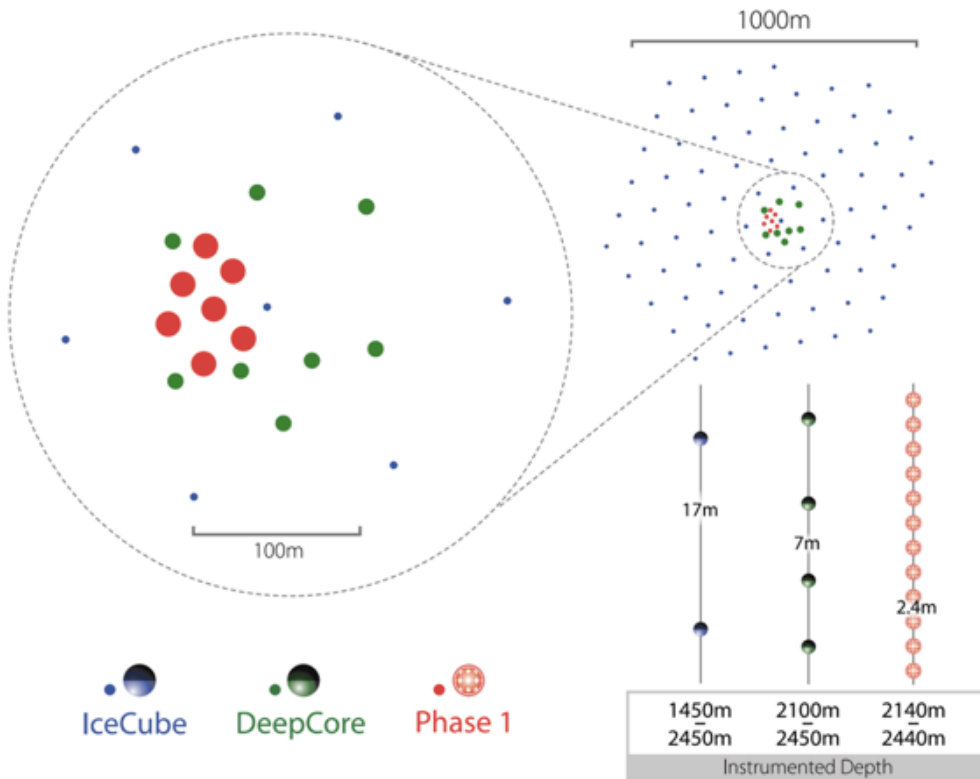 1000m
100m
17m
7m
2.4m
IceCube
DeepCore
Phase 1
1450m
–
2450m
2100m
–
2450m
2140m
–
2440m
Instrumented Depth